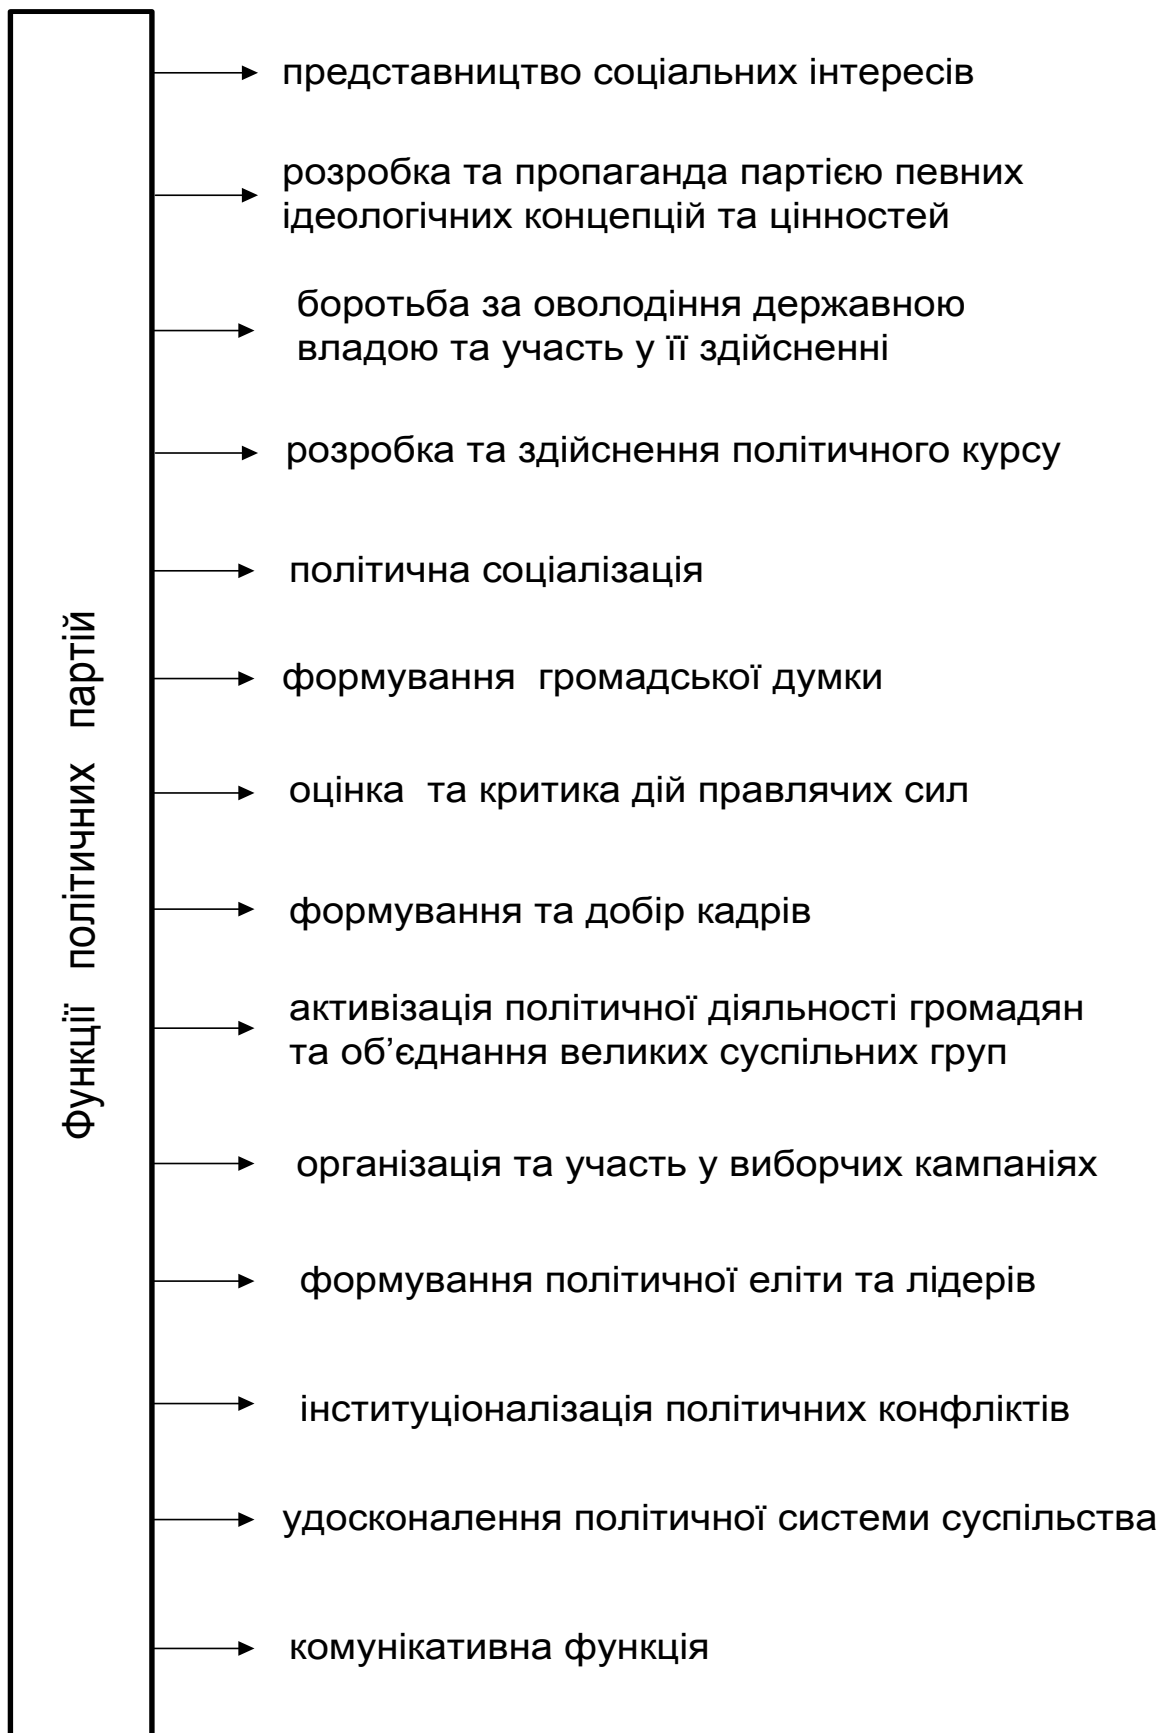 Функції політичних партій
представництво соціальних інтересів
розробка та пропаганда партією певних
ідеологічних концепцій та цінностей
боротьба за оволодіння державною
владою та участь у її здійсненні
розробка та здійснення політичного курсу
політична соціалізація
формування громадської думки
оцінка та критика дій правлячих сил
формування та добір кадрів
активізація політичної діяльності громадян
та об’єднання великих суспільних груп
організація та участь у виборчих кампаніях
формування політичної еліти та лідерів
інституціоналізація політичних конфліктів
удосконалення політичної системи суспільства
комунікативна функція